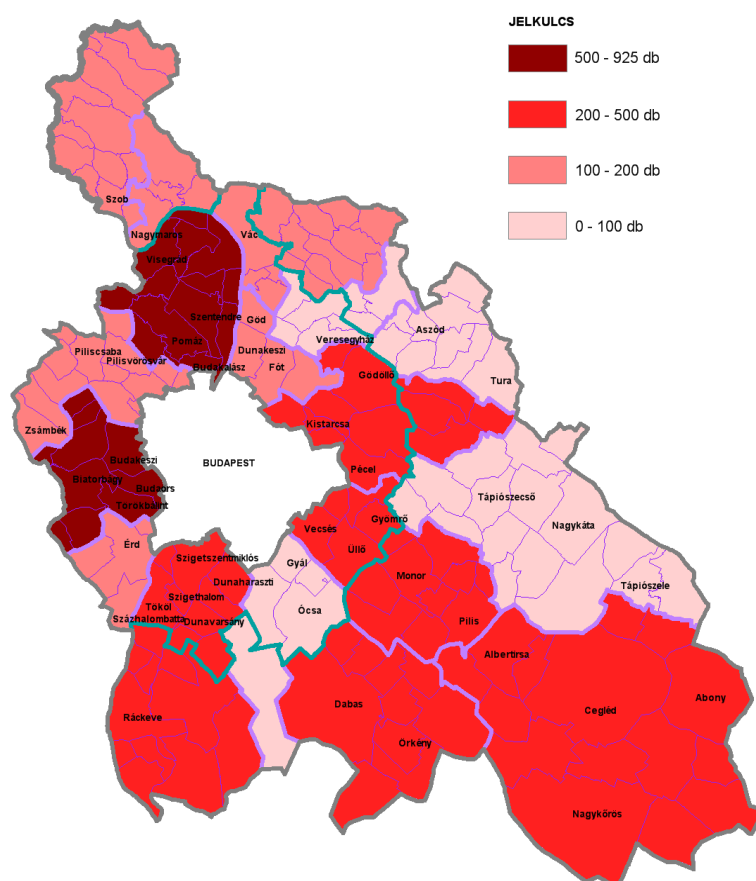 JELKULCS
500 - 925 db
200 - 500 db
100 - 200 db
0 - 100 db
Szob
Nagymaros
Vác
Visegrád
Szentendre
Göd
Aszód
Veresegyház
Pomáz
Piliscsaba
Pilisvörösvár
Dunakeszi
Budakalász
Fót
Gödöllő
Tura
Zsámbék
Kistarcsa
Budakeszi
BUDAPEST
Pécel
Biatorbágy
Budaörs
Törökbálint
Tápiószecső
Gyömrő
Nagykáta
Vecsés
Érd
Üllő
Szigetszentmiklós
Gyál
Dunaharaszti
Monor
Tápiószele
Szigethalom
Tököl
Ócsa
Százhalombatta
Dunavarsány
Pilis
Albertirsa
Abony
Dabas
Cegléd
Ráckeve
Örkény
Nagykőrös